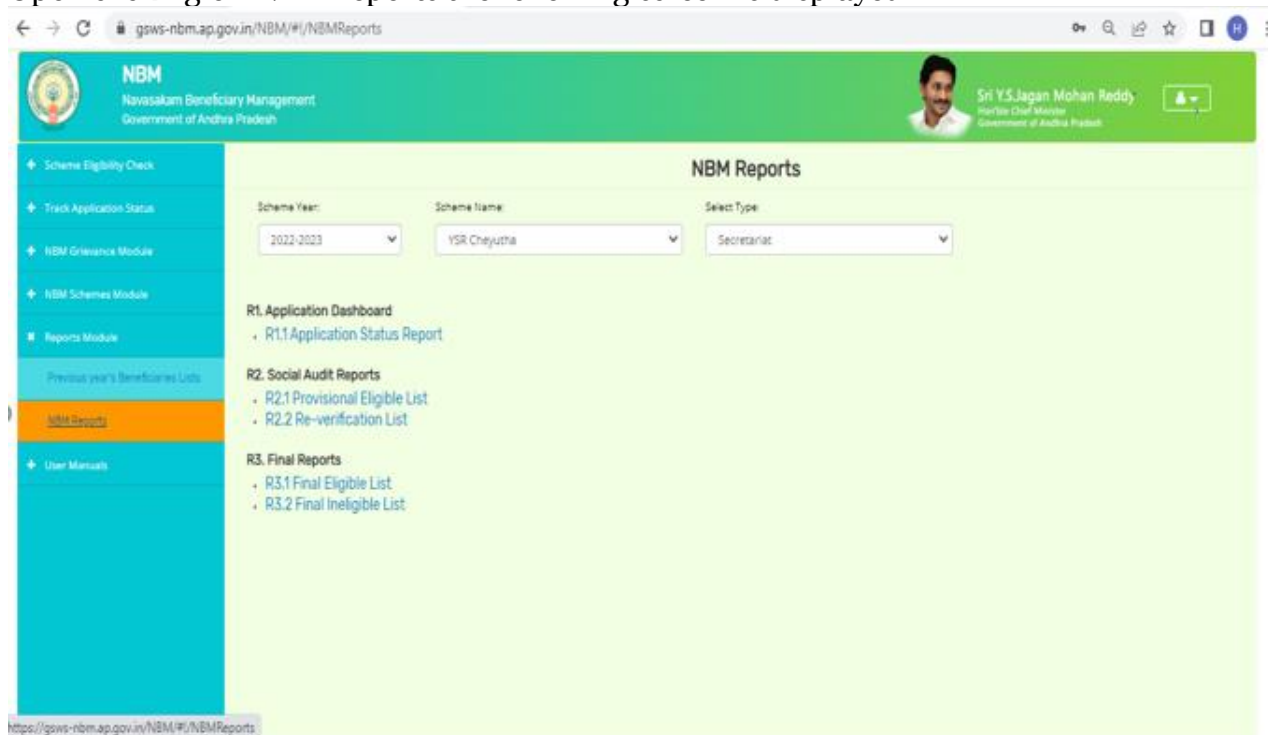 gsws-nbm.ap.gov.in/NBM/#!/NBMReports
H
NBM
Navasakam Beneficiary Management
Government of Andhra Pradesh
Sri Y.S.Jagan Mohan Reddy
Hon'ble Chief Minister
Government of Andhra Pradesh
Scheme Eligibility Check
Track Application Status
NBM Grievance Module
NBM Schemes Module
Reports Module
Previous year's Beneficiaries Lists
NBM Reports
User Manuals
NBM Reports
Scheme Year:
Scheme Name:
Select Type:
2022-2023
YSR Cheyutha
Secretariat
R1. Application Dashboard
R1.1 Application Status Report
R2. Social Audit Reports
R2.1 Provisional Eligible List
R2.2 Re-verification List
R3. Final Reports
R3.1 Final Eligible List
R3.2 Final Ineligible List
https://gsws-nbm.ap.gov.in/NBM/#!/NBMReports